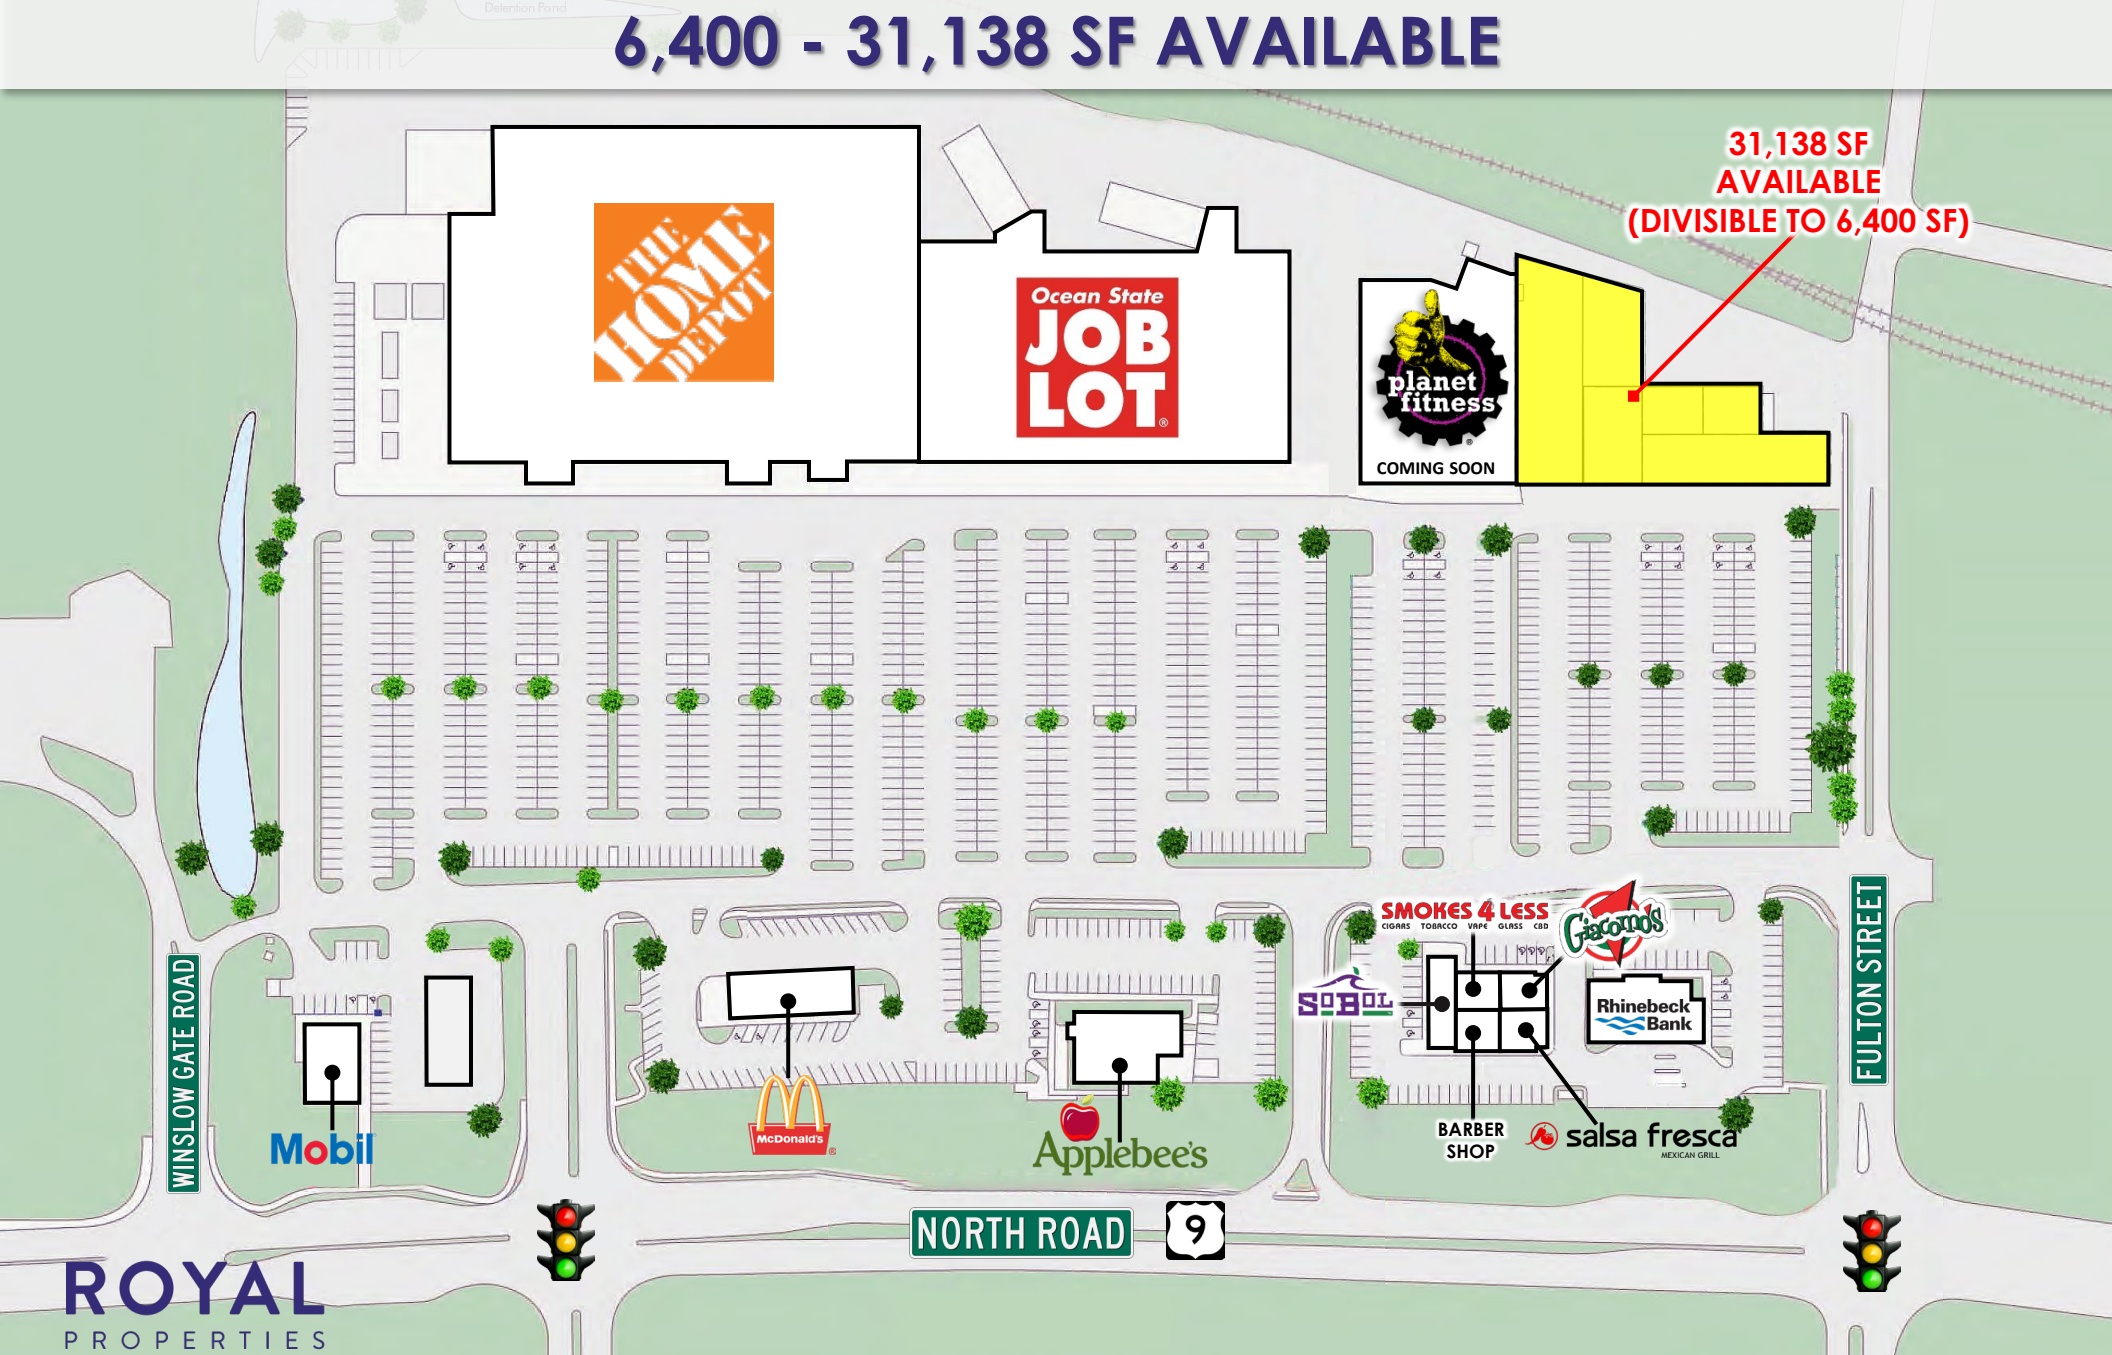 Detention Pond
6,400 - 31,138 SF AVAILABLE
31,138 SF
AVAILABLE
(DIVISIBLE TO 6,400 SF)
THE
HOME
DEPOT
Ocean State
JOB
LOT®
planet
fitness®
COMING SOON
SMOKES 4 LESS
CIGARS TOBACCO VAPE GLASS CBD
Giacomo's
SOBOL
Rhinebeck
Bank
WINSLOW GATE ROAD
FULTON STREET
Mobil
McDonald's®
Applebee's
BARBER
SHOP
salsa fresca
MEXICAN GRILL
NORTH ROAD
9
ROYAL
PROPERTIES